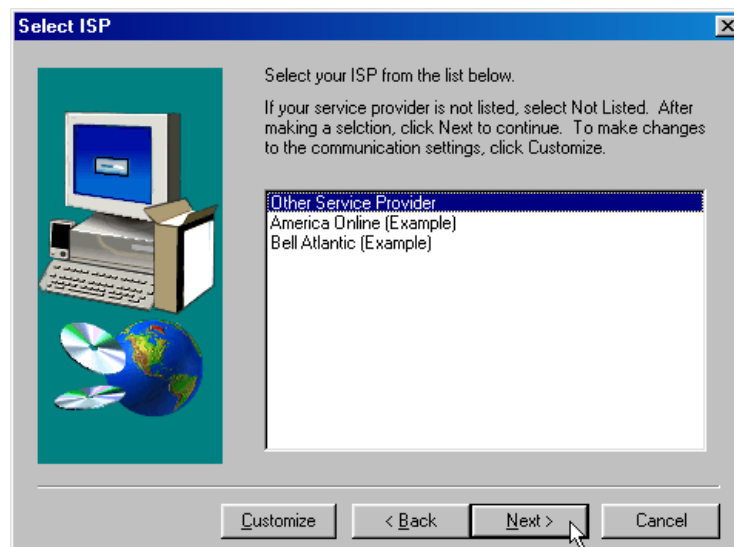 Select ISP
Select your ISP from the list below.
If your service provider is not listed, select Not Listed. After
making a selction, click Next to continue. To make changes
to the communication settings, click Customize.
Other Service Provider
America Online (Example)
Bell Atlantic (Example)
Customize
< Back
Next >
Cancel